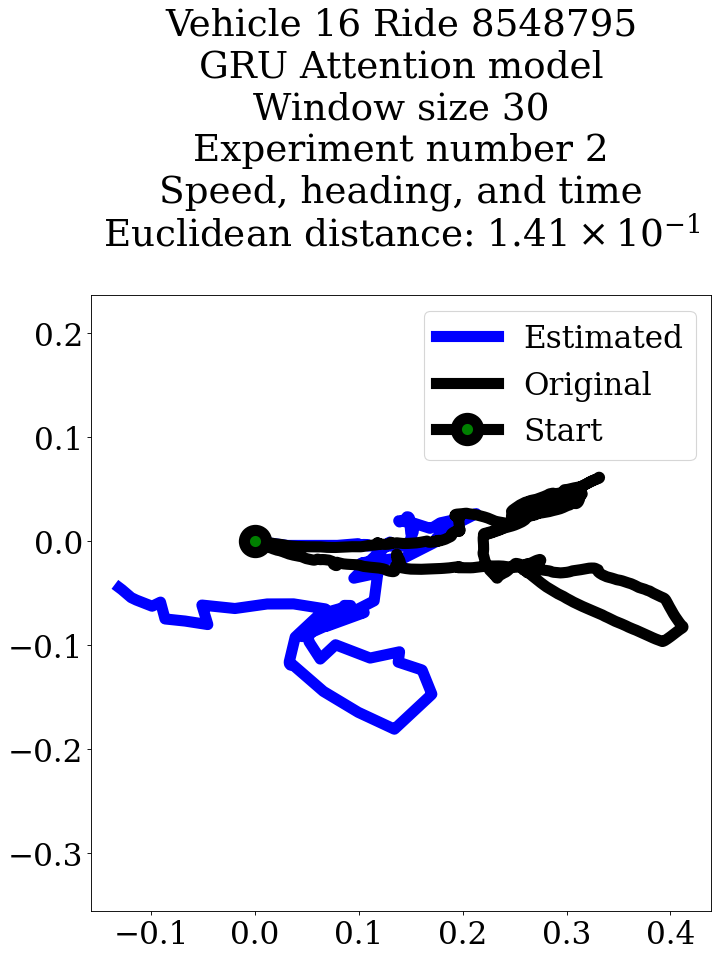 Vehicle 16 Ride 8548795
GRU Attention model
Window size 30
Experiment number 2
Speed, heading, and time
Euclidean distance: 1.41 × 10⁻¹
Estimated
Original
Start
0.2
0.1
0.0
−0.1
−0.2
−0.3
−0.1 0.0 0.1 0.2 0.3 0.4